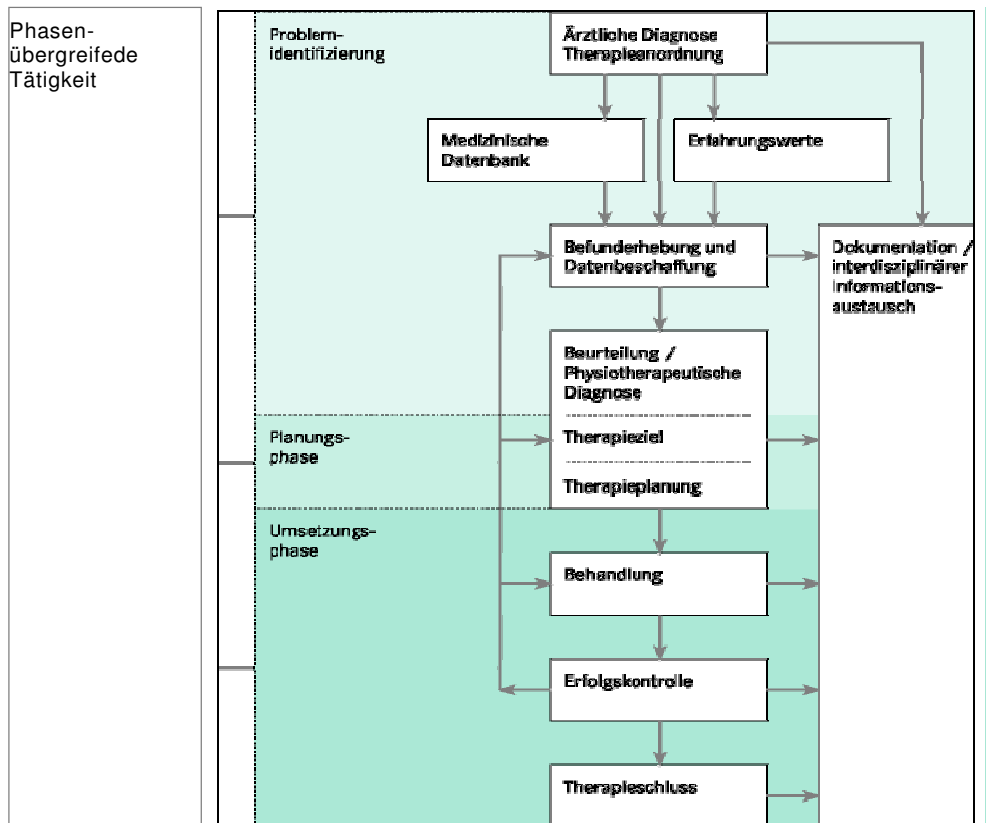 Phasen-
übergreifede
Tätigkeit
Problem-
identifizierung
Ärztliche Diagnose
Therapieanordnung
Medizinische
Datenbank
Erfahrungswerte
Befunderhebung und
Datenbeschaffung
Dokumentation /
interdisziplinärer
Informations-
austausch
Beurteilung /
Physiotherapeutische
Diagnose
Planungs-
phase
Therapieziel
Therapieplanung
Umsetzungs-
phase
Behandlung
Erfolgskontrolle
Therapieschluss